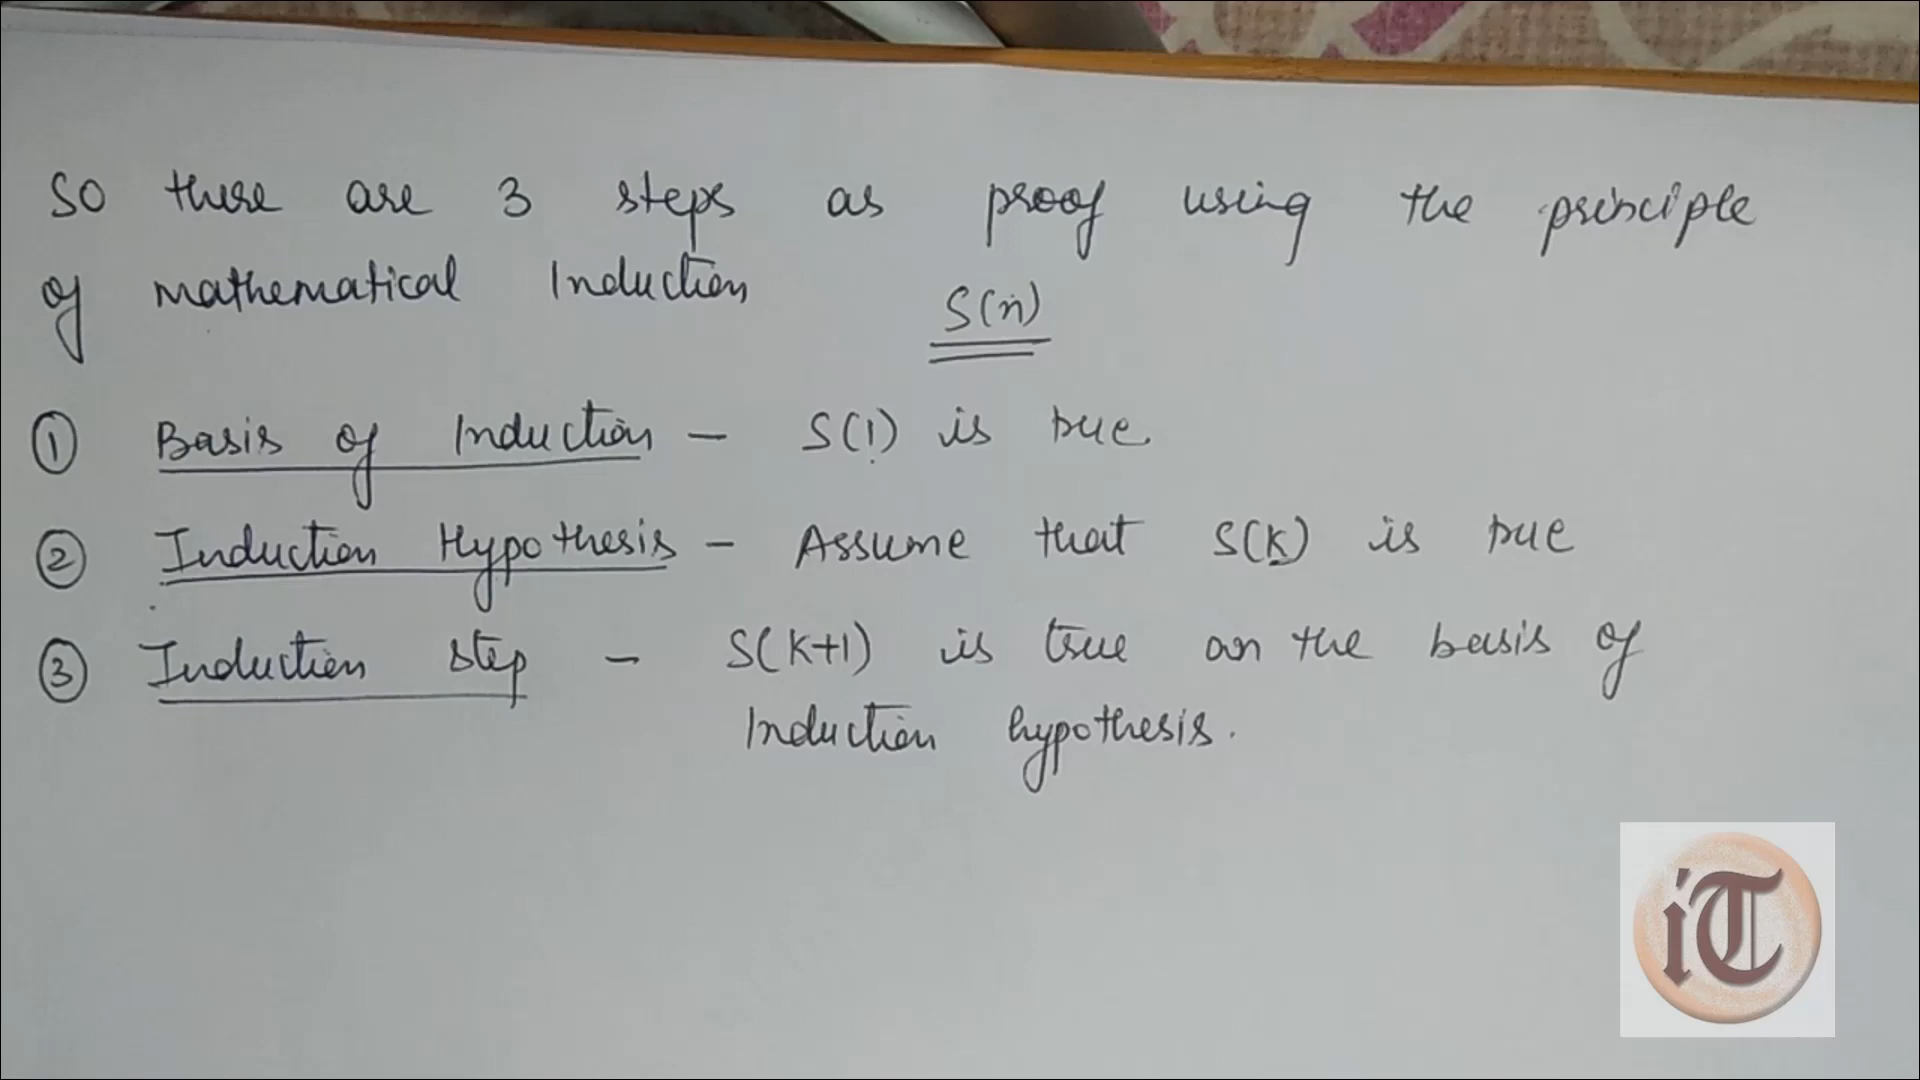 So there are 3 steps as proof using the principle
of mathematical Induction
S(n)
① Basis of Induction – S(1) is true.
② Induction Hypothesis – Assume that S(K) is true
③ Induction step – S(K+1) is true on the basis of
Induction hypothesis.
iT